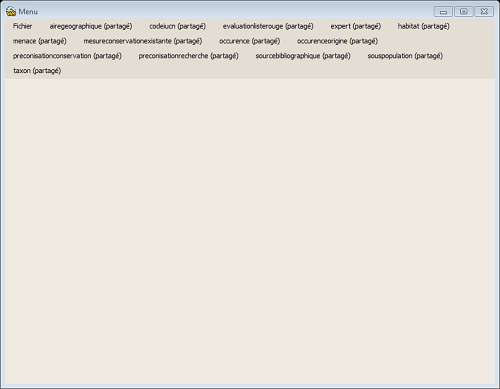 Menu
Fichier airegeographique (partagé) codeiucn (partagé) evaluationlisterouge (partagé) expert (partagé) habitat (partagé)
menace (partagé) mesureconservationexistante (partagé) occurence (partagé) occurenceorigine (partagé)
preconisationconservation (partagé) preconisationrecherche (partagé) sourcebibliographique (partagé) souspopulation (partagé)
taxon (partagé)